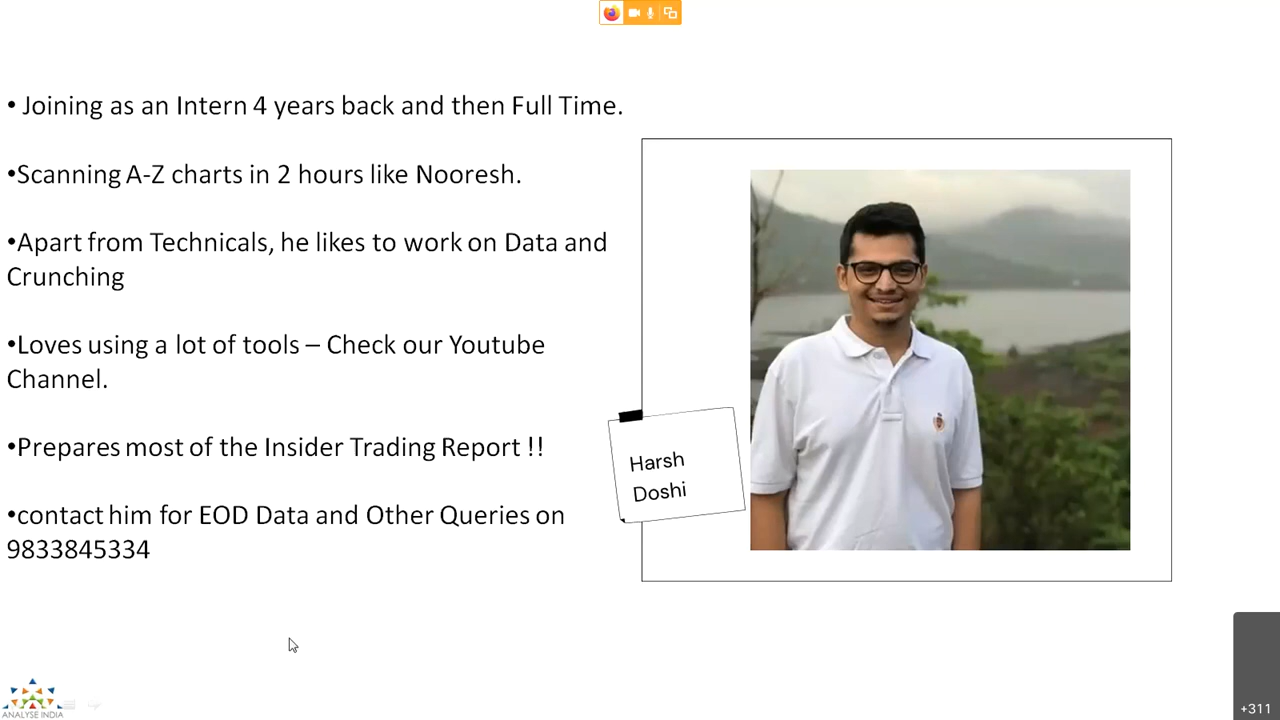 • Joining as an Intern 4 years back and then Full Time.
•Scanning A-Z charts in 2 hours like Nooresh.
•Apart from Technicals, he likes to work on Data and
Crunching
•Loves using a lot of tools – Check our Youtube
Channel.
•Prepares most of the Insider Trading Report !!
•contact him for EOD Data and Other Queries on
9833845334
Harsh
Doshi
ANALYSE INDIA
+311